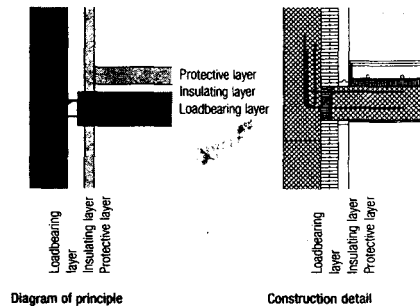 Protective layer
Insulating layer
Loadbearing layer
Loadbearing
layer
Insulating layer
Protective layer
Loadbearing
layer
Insulating layer
Protective layer
Diagram of principle
Construction detail